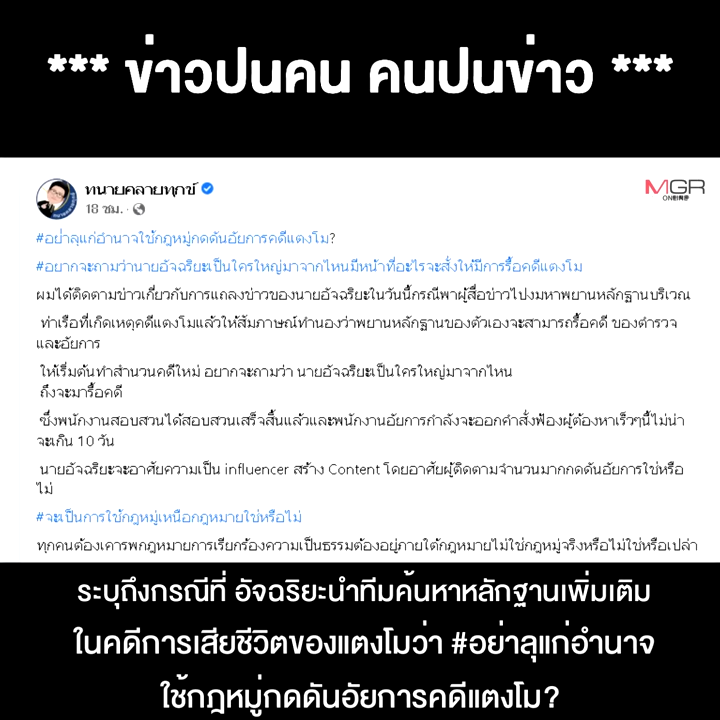 *** ข่าวปนคน คนปนข่าว ***
ทนายคลายทุกข์
MGR
ONLINE
18 ชม.
#อย่าลุแก่อำนาจใช้กฎหมู่กดดันอัยการคดีแตงโม?
#อยากจะถามว่านายอัจฉริยะเป็นใครใหญ่มาจากไหนมีหน้าที่อะไรจะสั่งให้มีการรื้อคดีแตงโม
ผมได้ติดตามข่าวเกี่ยวกับการแถลงข่าวของนายอัจฉริยะในวันนี้กรณีพาผู้สื่อข่าวไปงมหาพยานหลักฐานบริเวณ
ท่าเรือที่เกิดเหตุคดีแตงโมแล้วให้สัมภาษณ์ทำนองว่าพยานหลักฐานของตัวเองจะสามารถรื้อคดี ของตำรวจ
และอัยการ
ให้เริ่มต้นทำสำนวนคดีใหม่ อยากจะถามว่า นายอัจฉริยะเป็นใครใหญ่มาจากไหน
ถึงจะมารื้อคดี
ซึ่งพนักงานสอบสวนได้สอบสวนเสร็จสิ้นแล้วและพนักงานอัยการกำลังจะออกคำสั่งฟ้องผู้ต้องหาเร็วๆนี้ไม่น่า
จะเกิน 10 วัน
นายอัจฉริยะจะอาศัยความเป็น influencer สร้าง Content โดยอาศัยผู้ติดตามจำนวนมากกดดันอัยการใช่หรือ
ไม่
#จะเป็นการใช้กฎหมู่เหนือกฎหมายใช่หรือไม่
ทุกคนต้องเคารพกฎหมายการเรียกร้องความเป็นธรรมต้องอยู่ภายใต้กฎหมายไม่ใช่กฎหมู่จริงหรือไม่ใช่หรือเปล่า
ระบุถึงกรณีที่ อัจฉริยะนำทีมค้นหาหลักฐานเพิ่มเติม
ในคดีการเสียชีวิตของแตงโมว่า #อย่าลุแก่อำนาจ
ใช้กฎหมู่กดดันอัยการคดีแตงโม?